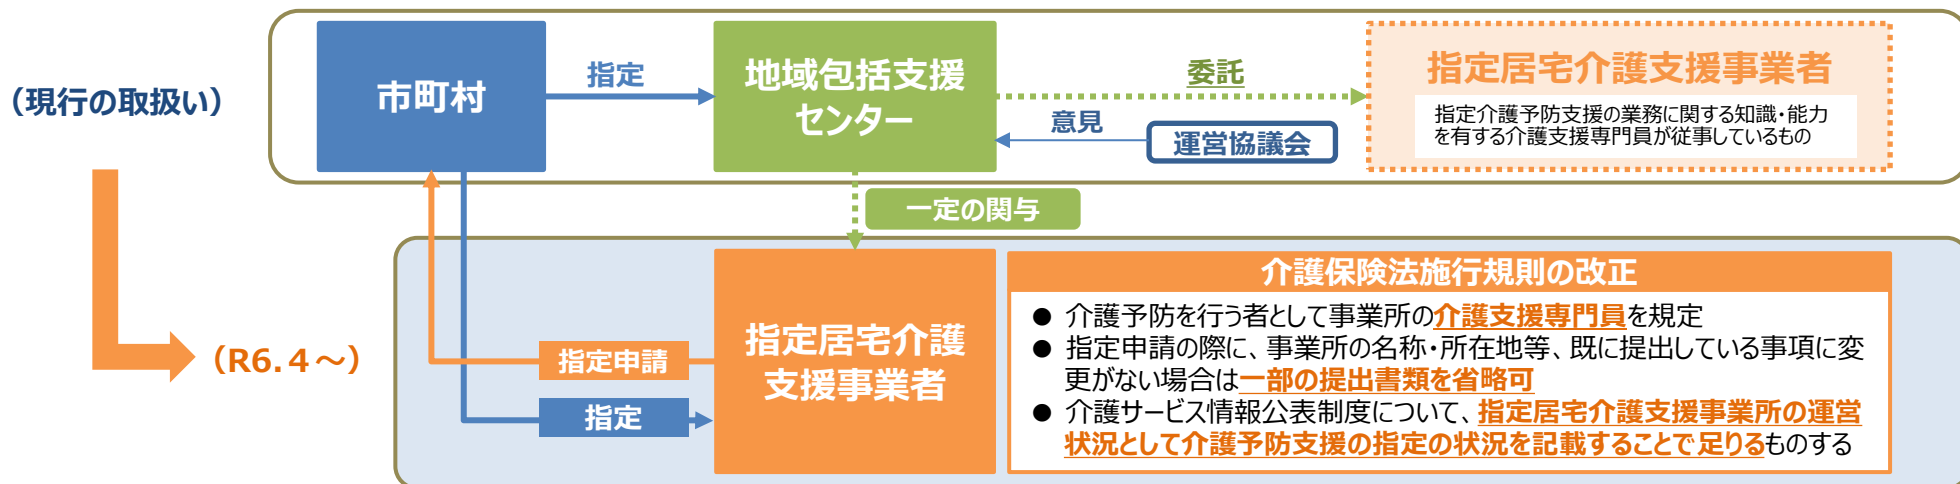 (現行の取扱い)
市町村
指定
地域包括支援
センター
委託
意見
運営協議会
指定居宅介護支援事業者
指定介護予防支援の業務に関する知識・能力
を有する介護支援専門員が従事しているもの
一定の関与
(R6.4~)
指定申請
指定
指定居宅介護
支援事業者
介護保険法施行規則の改正
● 介護予防を行う者として事業所の介護支援専門員を規定
● 指定申請の際に、事業所の名称・所在地等、既に提出している事項に変
更がない場合は一部の提出書類を省略可
● 介護サービス情報公表制度について、指定居宅介護支援事業所の運営
状況として介護予防支援の指定の状況を記載することで足りるものする